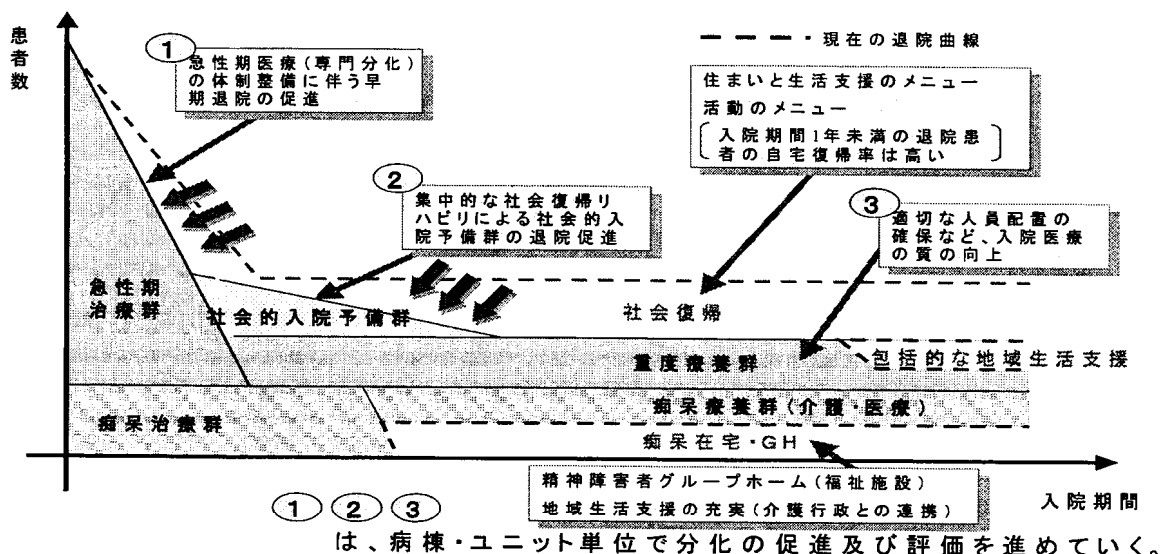 患者数
① 急性期医療(専門分化)
の体制整備に伴う早
期退院の促進
---・現在の退院曲線
住まいと生活支援のメニュー
活動のメニュー
(入院期間1年未満の退院患
者の自宅復帰率は高い)
② 集中的な社会復帰リ
ハビリによる社会的入
院予備群の退院促進
③ 適切な人員配置の
確保など、入院医療
の質の向上
急性期
治療群
社会的入院予備群
社会復帰
重度療養群
包括的な地域生活支援
痴呆治療群
痴呆療養群(介護・医療)
痴呆在宅・GH
精神障害者グループホーム(福祉施設)
地域生活支援の充実(介護行政との連携)
入院期間
① ② ③
は、病棟・ユニット単位で分化の促進及び評価を進めていく。